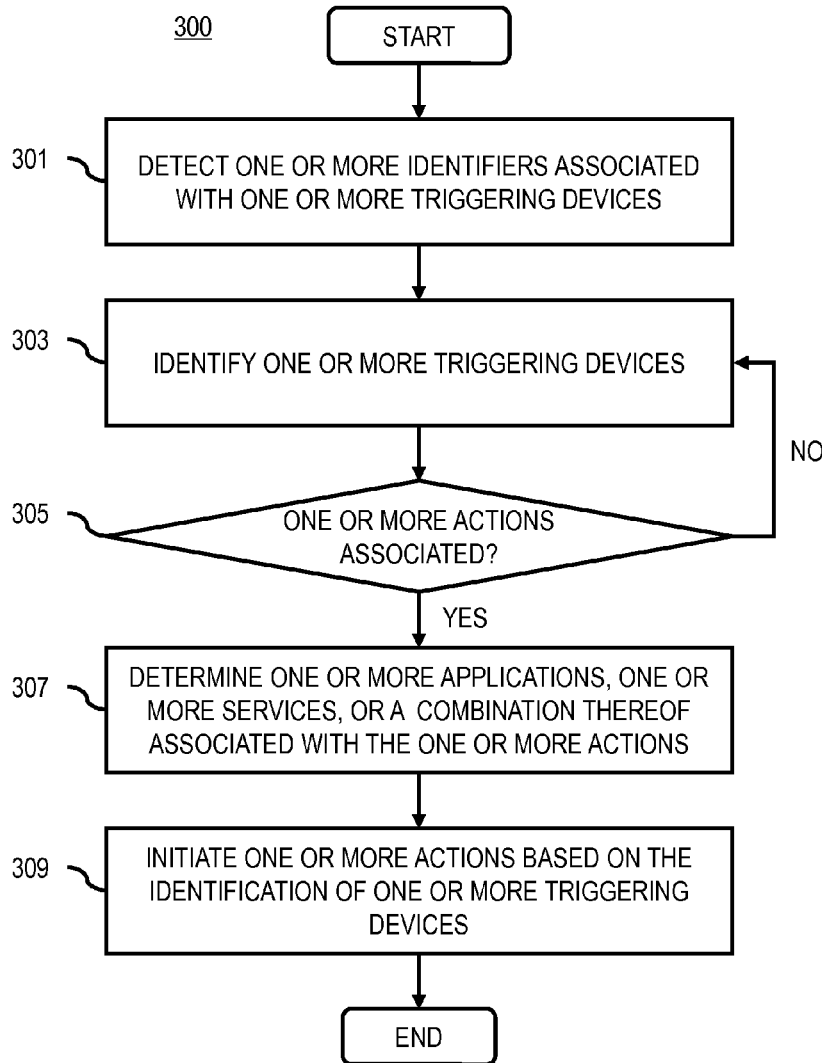 300
START
301
DETECT ONE OR MORE IDENTIFIERS ASSOCIATED
WITH ONE OR MORE TRIGGERING DEVICES
303
IDENTIFY ONE OR MORE TRIGGERING DEVICES
NO
305
ONE OR MORE ACTIONS
ASSOCIATED?
YES
307
DETERMINE ONE OR MORE APPLICATIONS, ONE OR
MORE SERVICES, OR A COMBINATION THEREOF
ASSOCIATED WITH THE ONE OR MORE ACTIONS
309
INITIATE ONE OR MORE ACTIONS BASED ON THE
IDENTIFICATION OF ONE OR MORE TRIGGERING
DEVICES
END